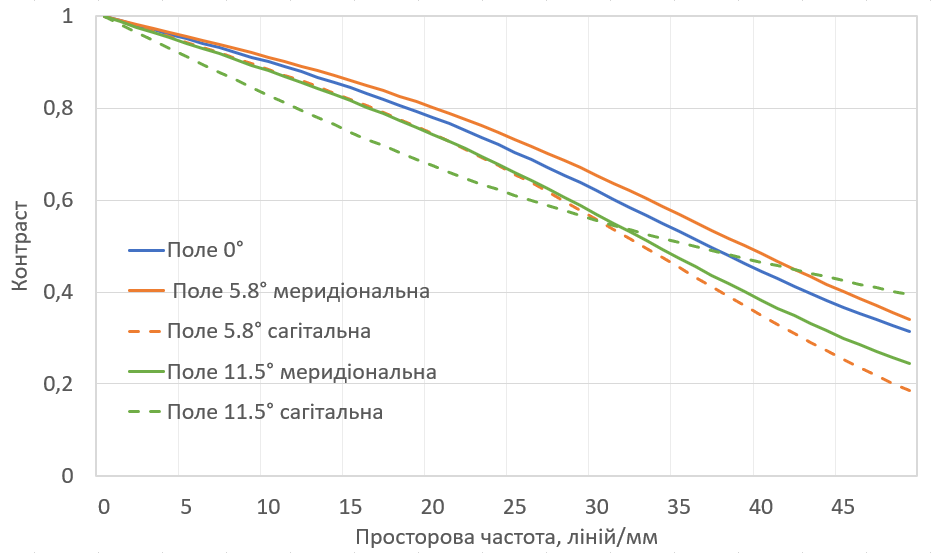 1
0,8
0,6
0,4
0,2
0
Контраст
Поле 0°
Поле 5.8° меридіональна
Поле 5.8° сагітальна
Поле 11.5° меридіональна
Поле 11.5° сагітальна
0 5 10 15 20 25 30 35 40 45
Просторова частота, ліній/мм